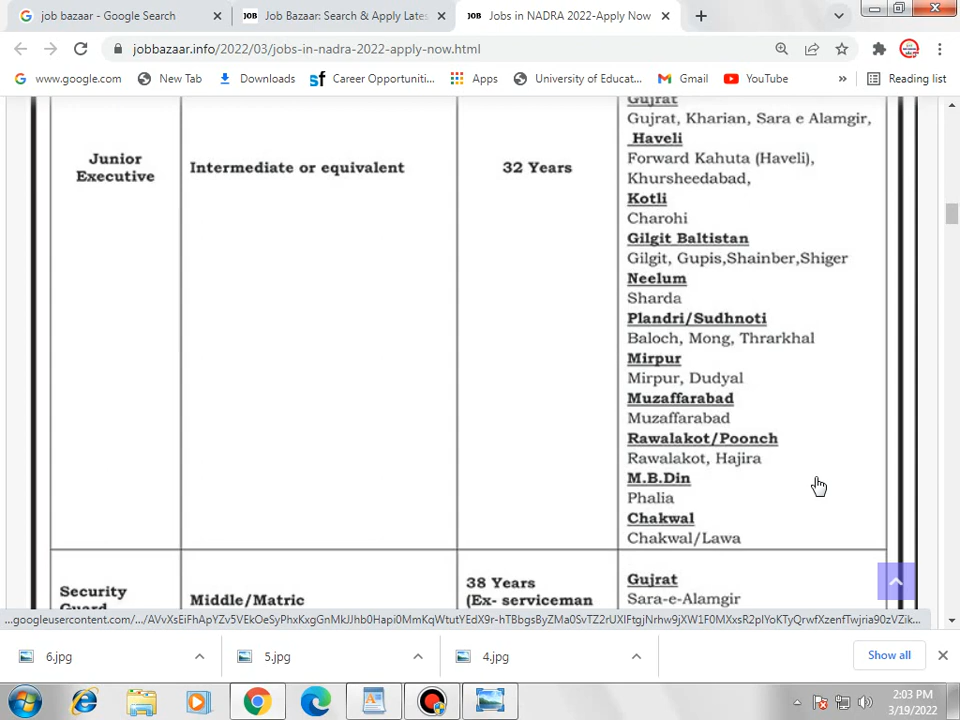 job bazaar - Google Search
JOB Job Bazaar: Search & Apply Lates
JOB Jobs in NADRA 2022-Apply Now
jobbazaar.info/2022/03/jobs-in-nadra-2022-apply-now.html
www.google.com
New Tab
Downloads
Career Opportuniti...
Apps
University of Educat...
Gmail
YouTube
»
Reading list
Gujrat
Gujrat, Kharian, Sara e Alamgir,
Haveli
Junior
Executive
Intermediate or equivalent
32 Years
Forward Kahuta (Haveli),
Khursheedabad,
Kotli
Charohi
Gilgit Baltistan
Gilgit, Gupis,Shainber,Shiger
Neelum
Sharda
Plandri/Sudhnoti
Baloch, Mong, Thrarkhal
Mirpur
Mirpur, Dudyal
Muzaffarabad
Muzaffarabad
Rawalakot/Poonch
Rawalakot, Hajira
M.B.Din
Phalia
Chakwal
Chakwal/Lawa
Security
Guard
Middle/Matric
38 Years
(Ex- serviceman
Gujrat
Sara-e-Alamgir
6.jpg
5.jpg
4.jpg
Show all
2:03 PM
3/19/2022